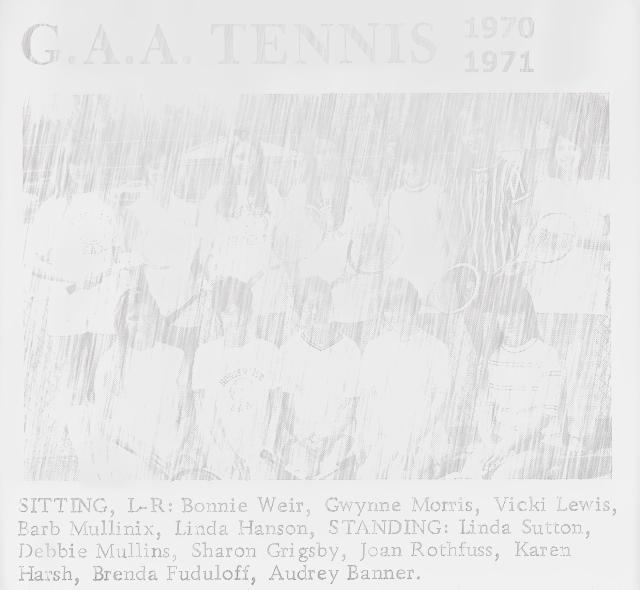 G.A.A. TENNIS 1970
1971
SITTING, L-R: Bonnie Weir, Gwynne Morris, Vicki Lewis,
Barb Mullinix, Linda Hanson, STANDING: Linda Sutton,
Debbie Mullins, Sharon Grigsby, Joan Rothfuss, Karen
Harsh, Brenda Fuduloff, Audrey Banner.